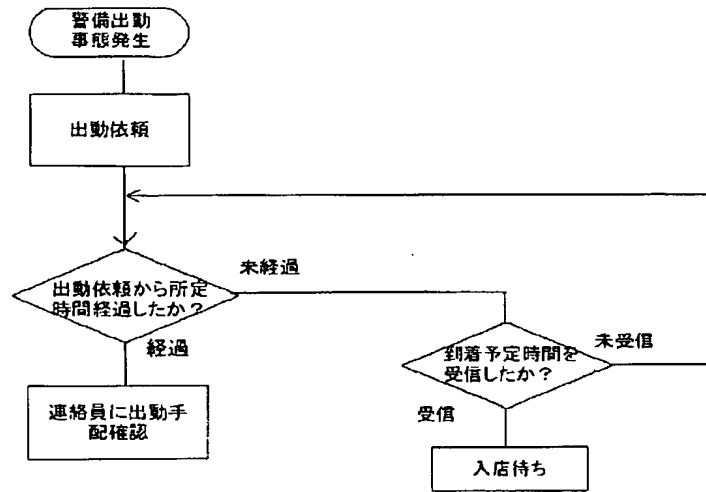 警備出動
事態発生
出動依頼
出動依頼から所定
時間経過したか？
未経過
経過
連絡員に出動手
配確認
到着予定時間を
受信したか？
未受信
受信
入店待ち